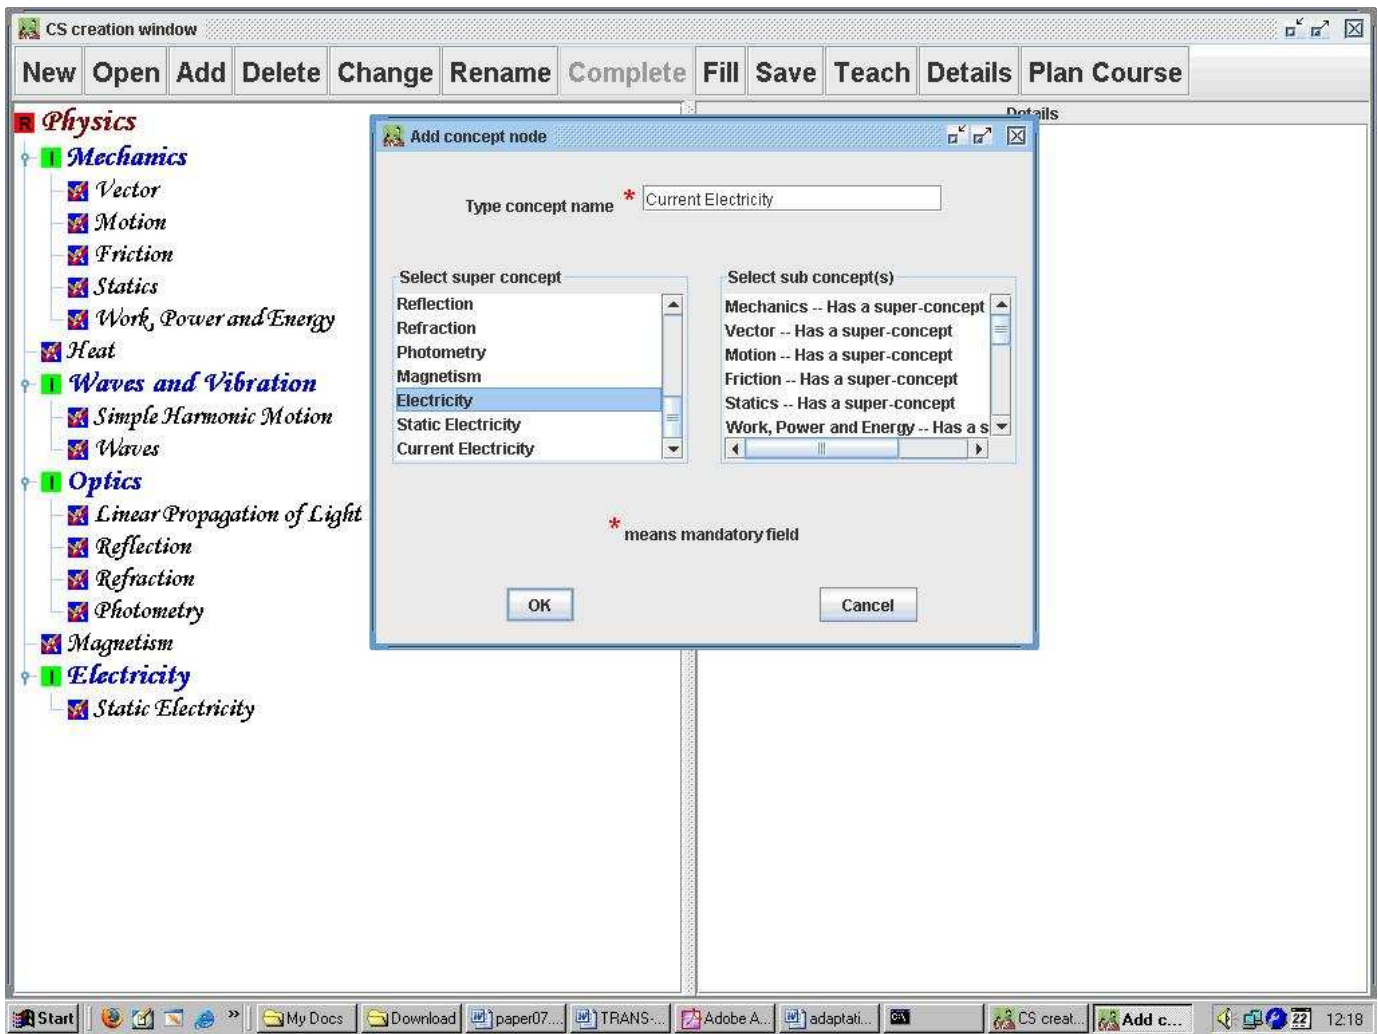 CS creation window
New Open Add Delete Change Rename Complete Fill Save Teach Details Plan Course
R Physics
I Mechanics
Vector
Motion
Friction
Statics
Work, Power and Energy
Heat
I Waves and Vibration
Simple Harmonic Motion
Waves
I Optics
Linear Propagation of Light
Reflection
Refraction
Photometry
Magnetism
I Electricity
Static Electricity
Details
Add concept node
Type concept name * Current Electricity
Select super concept
Reflection
Refraction
Photometry
Magnetism
Electricity
Static Electricity
Current Electricity
Select sub concept(s)
Mechanics -- Has a super-concept
Vector -- Has a super-concept
Motion -- Has a super-concept
Friction -- Has a super-concept
Statics -- Has a super-concept
Work, Power and Energy -- Has a s
* means mandatory field
OK Cancel
Start » My Docs Download paper07... TRANS-... Adobe A... adaptati... CS creat... Add c... 22 12:18